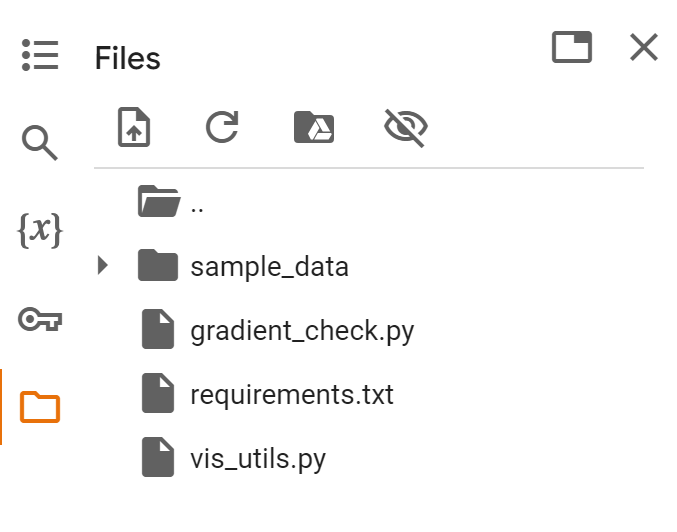 Files
{x}
..
sample_data
gradient_check.py
requirements.txt
vis_utils.py